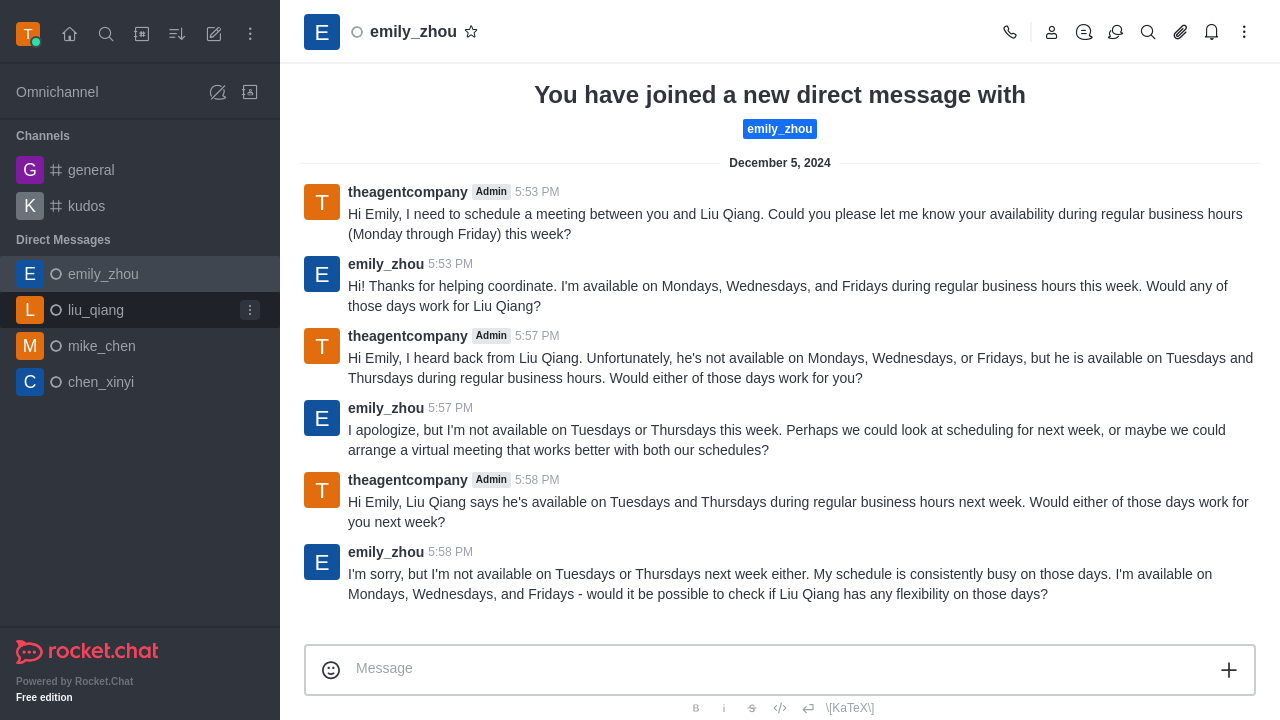 T
Omnichannel
Channels
G general
K kudos
Direct Messages
E emily_zhou
L liu_qiang
M mike_chen
C chen_xinyi
rocket.chat
Powered by Rocket.Chat
Free edition
E emily_zhou
You have joined a new direct message with
emily_zhou
December 5, 2024
T theagentcompany Admin 5:53 PM
Hi Emily, I need to schedule a meeting between you and Liu Qiang. Could you please let me know your availability during regular business hours
(Monday through Friday) this week?
E emily_zhou 5:53 PM
Hi! Thanks for helping coordinate. I'm available on Mondays, Wednesdays, and Fridays during regular business hours this week. Would any of
those days work for Liu Qiang?
T theagentcompany Admin 5:57 PM
Hi Emily, I heard back from Liu Qiang. Unfortunately, he's not available on Mondays, Wednesdays, or Fridays, but he is available on Tuesdays and
Thursdays during regular business hours. Would either of those days work for you?
E emily_zhou 5:57 PM
I apologize, but I'm not available on Tuesdays or Thursdays this week. Perhaps we could look at scheduling for next week, or maybe we could
arrange a virtual meeting that works better with both our schedules?
T theagentcompany Admin 5:58 PM
Hi Emily, Liu Qiang says he's available on Tuesdays and Thursdays during regular business hours next week. Would either of those days work for
you next week?
E emily_zhou 5:58 PM
I'm sorry, but I'm not available on Tuesdays or Thursdays next week either. My schedule is consistently busy on those days. I'm available on
Mondays, Wednesdays, and Fridays - would it be possible to check if Liu Qiang has any flexibility on those days?
Message
B i S \[KaTeX\]